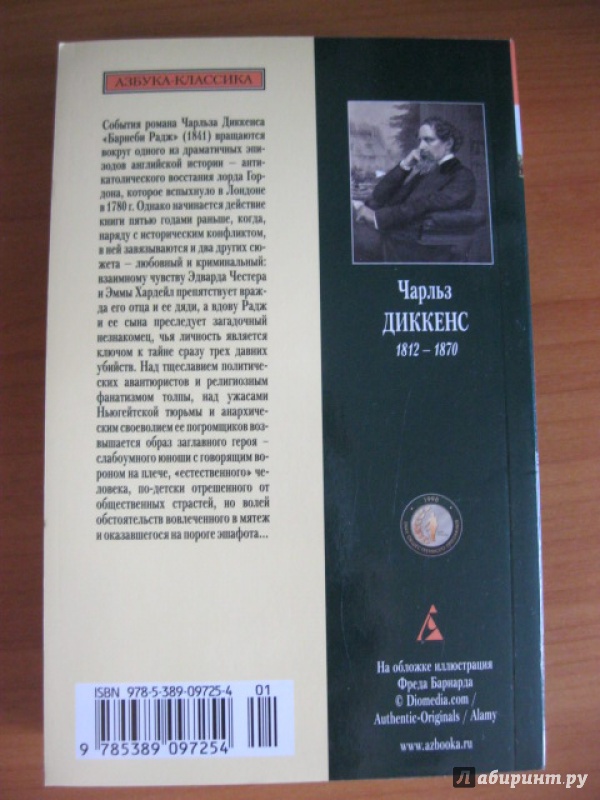 АЗБУКА-КЛАССИКА
События романа Чарльза Диккенса
«Барнеби Радж» (1841) вращаются
вокруг одного из драматичных эпи-
зодов английской истории – анти-
католического восстания лорда Гор-
дона, которое вспыхнуло в Лондоне
в 1780 г. Однако начинается действие
книги пятью годами раньше, когда,
наряду с историческим конфликтом,
в ней завязываются и два других сю-
жета – любовный и криминальный:
взаимному чувству Эдварда Честера
и Эммы Хардейл препятствует враж-
да его отца и ее дяди, а вдову Радж
и ее сына преследует загадочный
незнакомец, чья личность является
ключом к тайне сразу трех давних
убийств. Над тщеславием политичес-
ких авантюристов и религиозным
фанатизмом толпы, над ужасами
Ньюгейтской тюрьмы и анархичес-
ким своеволием ее погромщиков воз-
вышается образ заглавного героя –
слабоумного юноши с говорящим во-
роном на плече, «естественного» че-
ловека, по-детски отрешенного от
общественных страстей, но волей
обстоятельств вовлеченного в мятеж
и оказавшегося на пороге эшафота...
ISBN 978-5-389-09725-4
01
9 785389 097254
Чарльз
ДИККЕНС
1812 – 1870
1990
На обложке иллюстрация
Фреда Барнарда
© Diomedia.com /
Authentic-Originals / Alamy
www.azbooka.ru
лабиринт.ру